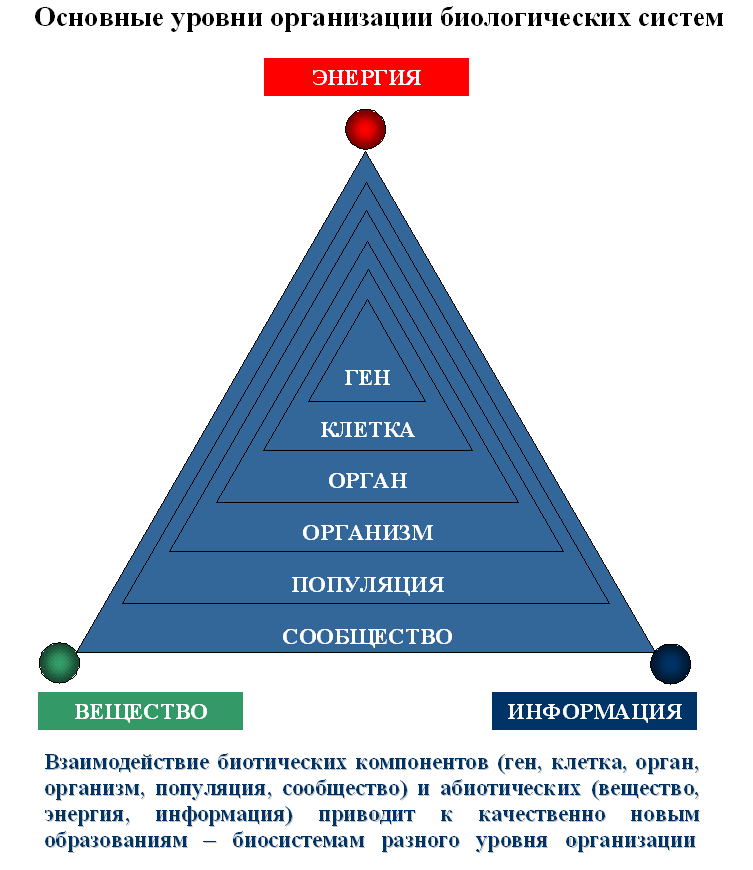 Основные уровни организации биологических систем
ЭНЕРГИЯ
ГЕН
КЛЕТКА
ОРГАН
ОРГАНИЗМ
ПОПУЛЯЦИЯ
СООБЩЕСТВО
ВЕЩЕСТВО
ИНФОРМАЦИЯ
Взаимодействие биотических компонентов (ген, клетка, орган,
организм, популяция, сообщество) и абиотических (вещество,
энергия, информация) приводит к качественно новым
образованиям – биосистемам разного уровня организации